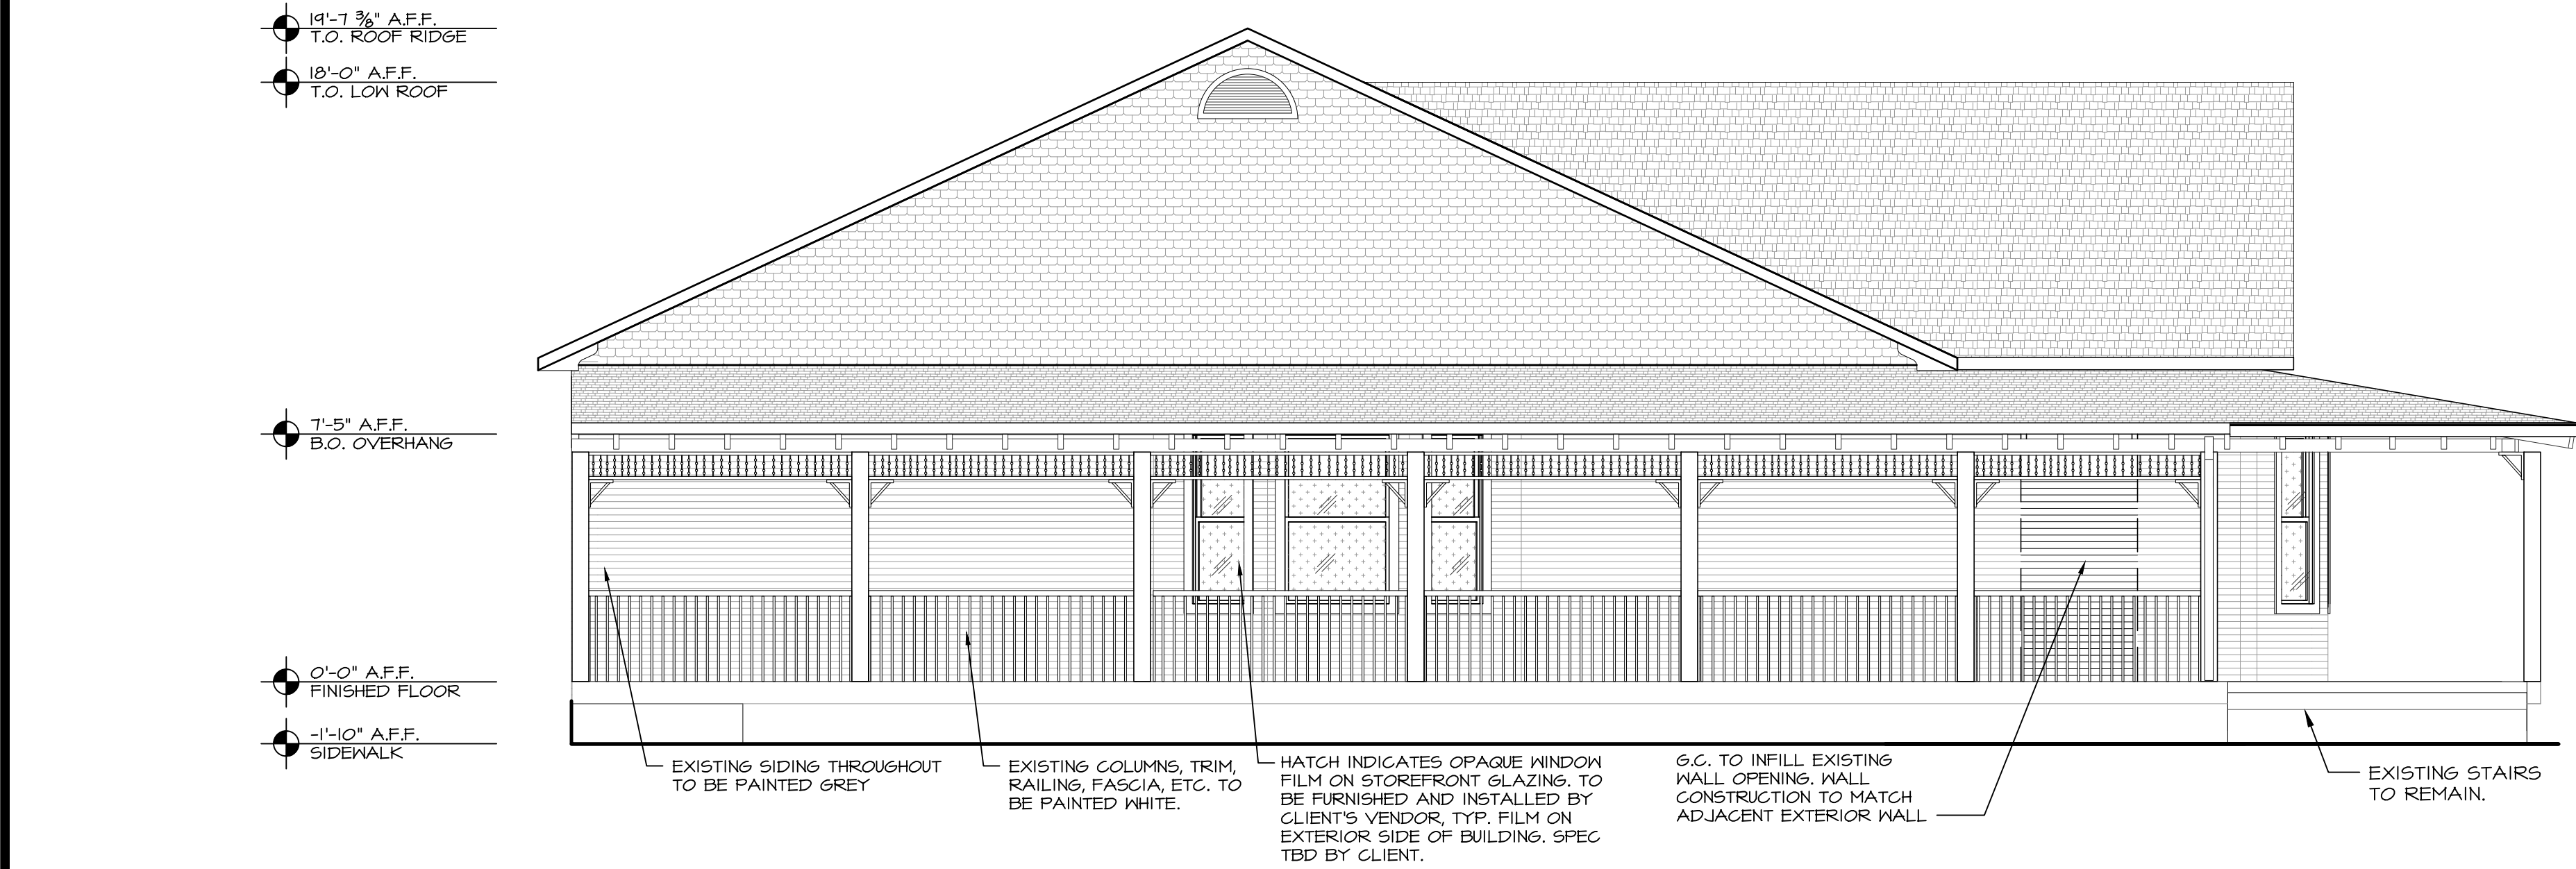 19'-7 3/8" A.F.F.
T.O. ROOF RIDGE
18'-0" A.F.F.
T.O. LOW ROOF
7'-5" A.F.F.
B.O. OVERHANG
0'-0" A.F.F.
FINISHED FLOOR
-1'-10" A.F.F.
SIDEWALK
EXISTING SIDING THROUGHOUT
TO BE PAINTED GREY
EXISTING COLUMNS, TRIM,
RAILING, FASCIA, ETC. TO
BE PAINTED WHITE.
HATCH INDICATES OPAQUE WINDOW
FILM ON STOREFRONT GLAZING. TO
BE FURNISHED AND INSTALLED BY
CLIENT'S VENDOR, TYP. FILM ON
EXTERIOR SIDE OF BUILDING. SPEC
TBD BY CLIENT.
G.C. TO INFILL EXISTING
WALL OPENING. WALL
CONSTRUCTION TO MATCH
ADJACENT EXTERIOR WALL
EXISTING STAIRS
TO REMAIN.